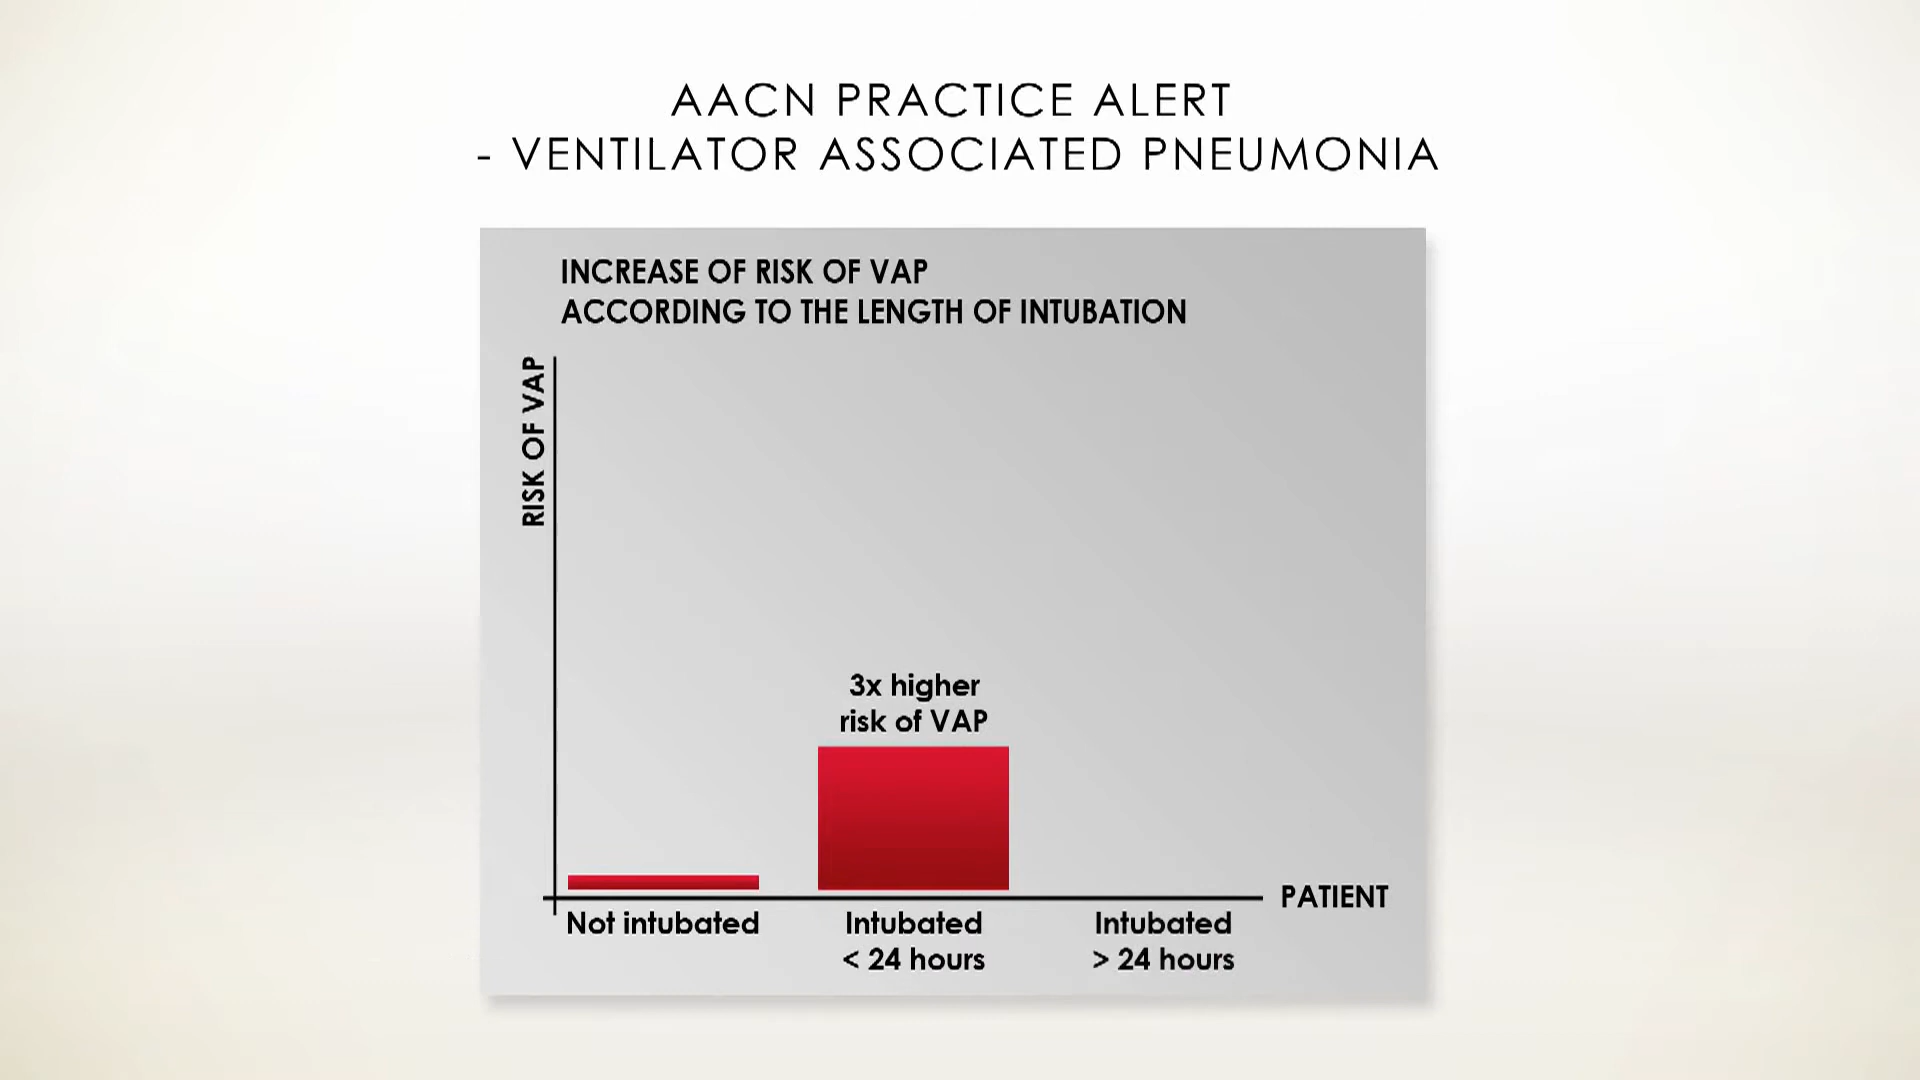 AACN PRACTICE ALERT
- VENTILATOR ASSOCIATED PNEUMONIA
INCREASE OF RISK OF VAP
ACCORDING TO THE LENGTH OF INTUBATION
RISK OF VAP
3x higher
risk of VAP
PATIENT
Not intubated
Intubated
< 24 hours
Intubated
> 24 hours